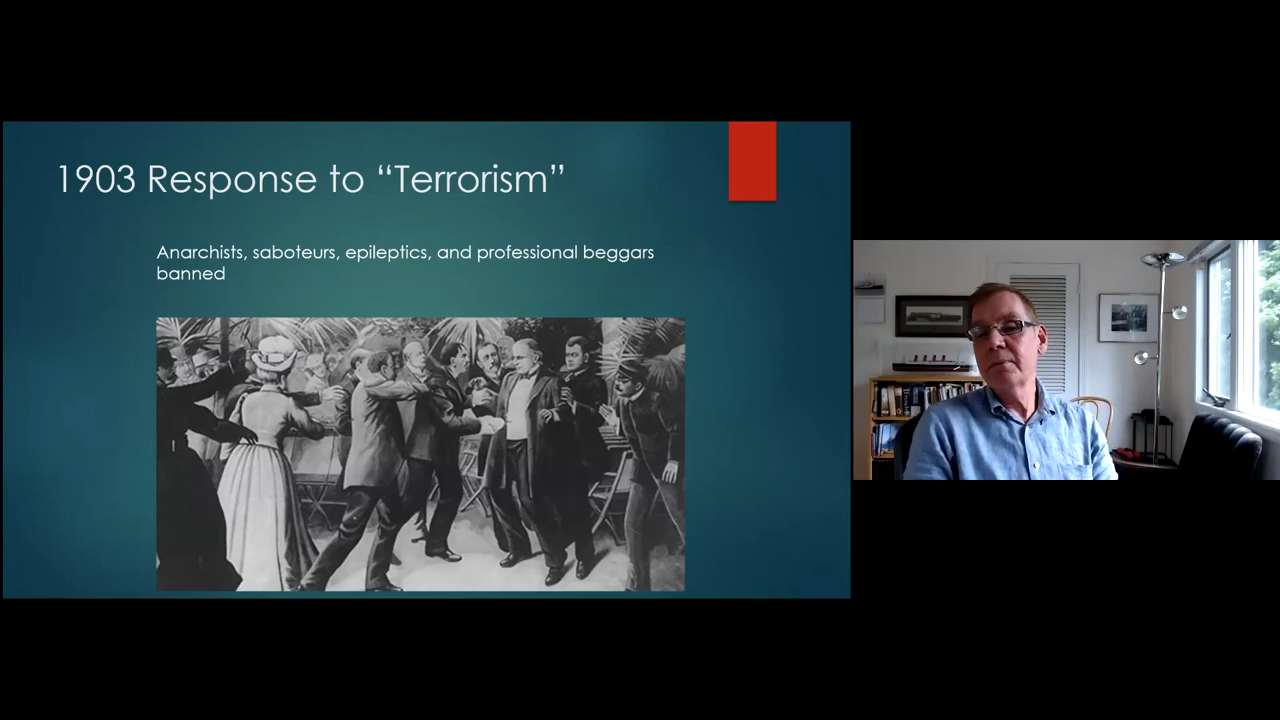 1903 Response to “Terrorism”
Anarchists, saboteurs, epileptics, and professional beggars
banned